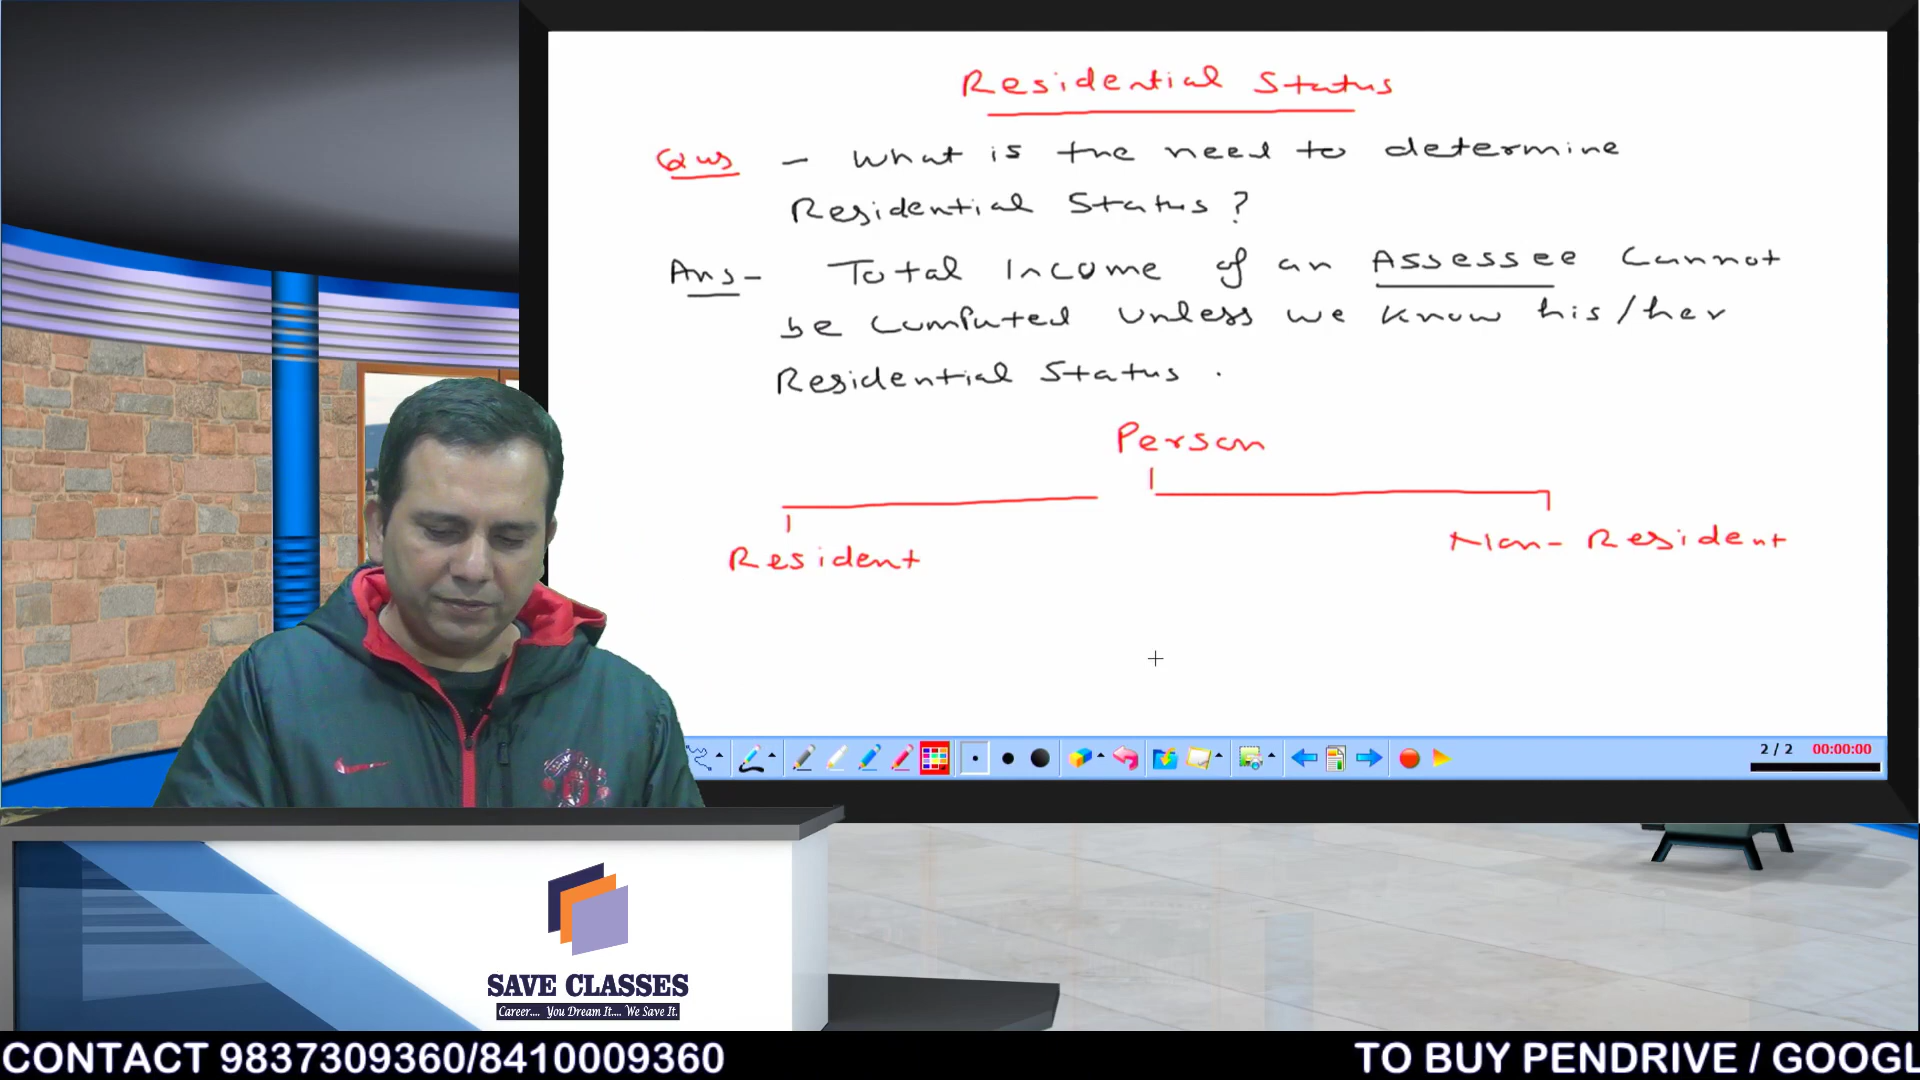 Residential Status
Qus - What is the need to determine
Residential Status ?
Ans- Total Income of an Assessee Cannot
be Computed Unless we know his/her
Residential Status .
Person
Resident
Non- Resident
2 / 2 00:00:00
SAVE CLASSES
Career.... You Dream It.... We Save It.
CONTACT 9837309360/8410009360
TO BUY PENDRIVE / GOOGL